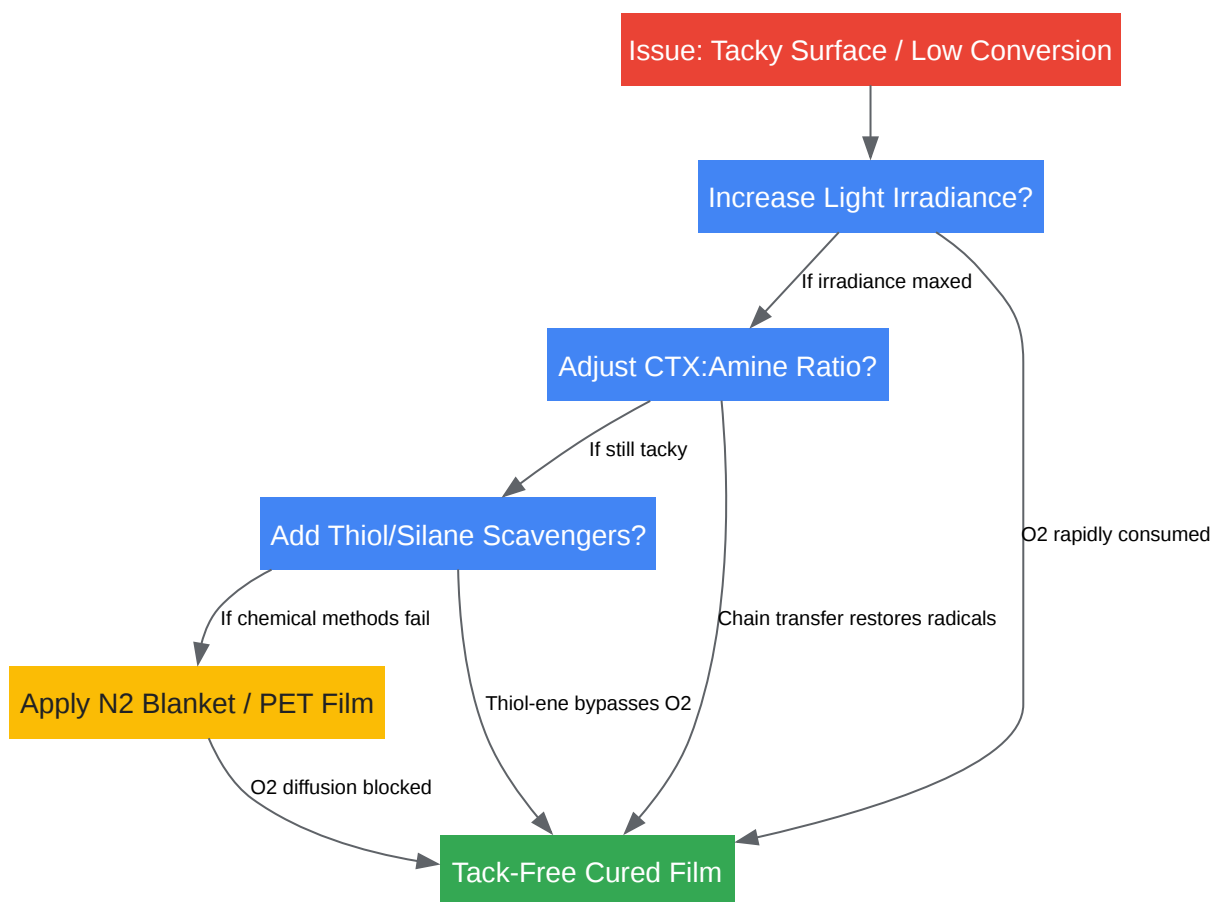 Issue: Tacky Surface / Low Conversion
Increase Light Irradiance?
If irradiance maxed
Adjust CTX:Amine Ratio?
If still tacky
Add Thiol/Silane Scavengers?
O2 rapidly consumed
If chemical methods fail
Chain transfer restores radicals
Apply N2 Blanket / PET Film
Thiol-ene bypasses O2
O2 diffusion blocked
Tack-Free Cured Film